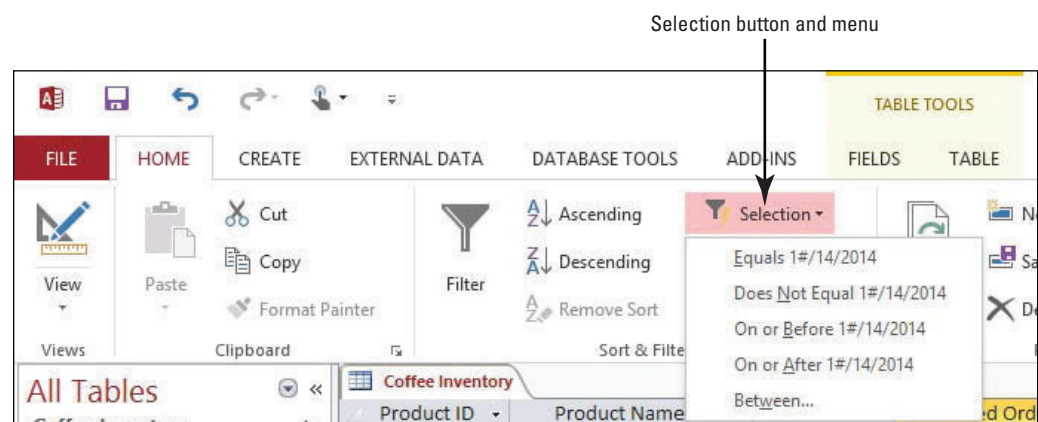 Selection button and menu
TABLE TOOLS
FILE HOME CREATE EXTERNAL DATA DATABASE TOOLS ADD-INS FIELDS TABLE
View
Views
Paste
Cut
Copy
Format Painter
Clipboard
Filter
Ascending
Descending
Remove Sort
Sort & Filte
Selection
Equals 1#/14/2014
Does Not Equal 1#/14/2014
On or Before 1#/14/2014
On or After 1#/14/2014
Between...
All Tables
Coffee Inventory
Product ID
Product Name